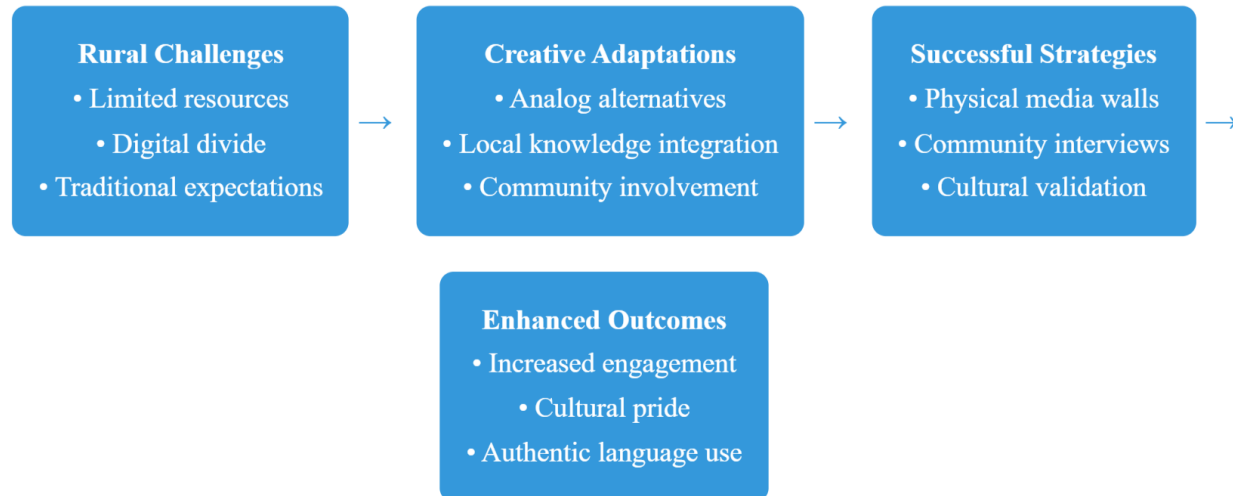 Rural Challenges
• Limited resources
• Digital divide
• Traditional expectations
→
Creative Adaptations
• Analog alternatives
• Local knowledge integration
• Community involvement
→
Successful Strategies
• Physical media walls
• Community interviews
• Cultural validation
→
Enhanced Outcomes
• Increased engagement
• Cultural pride
• Authentic language use